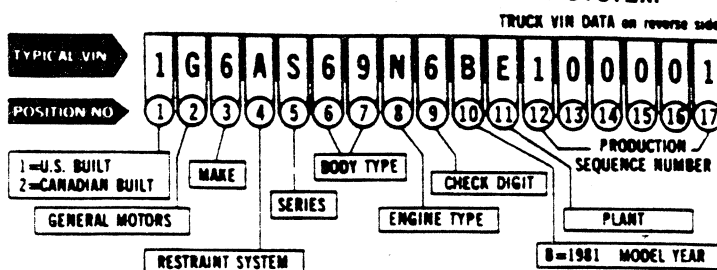 TRUCK VIN DATA on reverse side
TYPICAL VIN
1 G 6 A S 6 9 N 6 B E 1 0 0 0 0 1
POSITION NO
1 2 3 4 5 6 7 8 9 10 11 12 13 14 15 16 17
PRODUCTION
SEQUENCE NUMBER
1=U.S. BUILT
2=CANADIAN BUILT
MAKE
BODY TYPE
CHECK DIGIT
GENERAL MOTORS
SERIES
ENGINE TYPE
PLANT
RESTRAINT SYSTEM
B=1981 MODEL YEAR